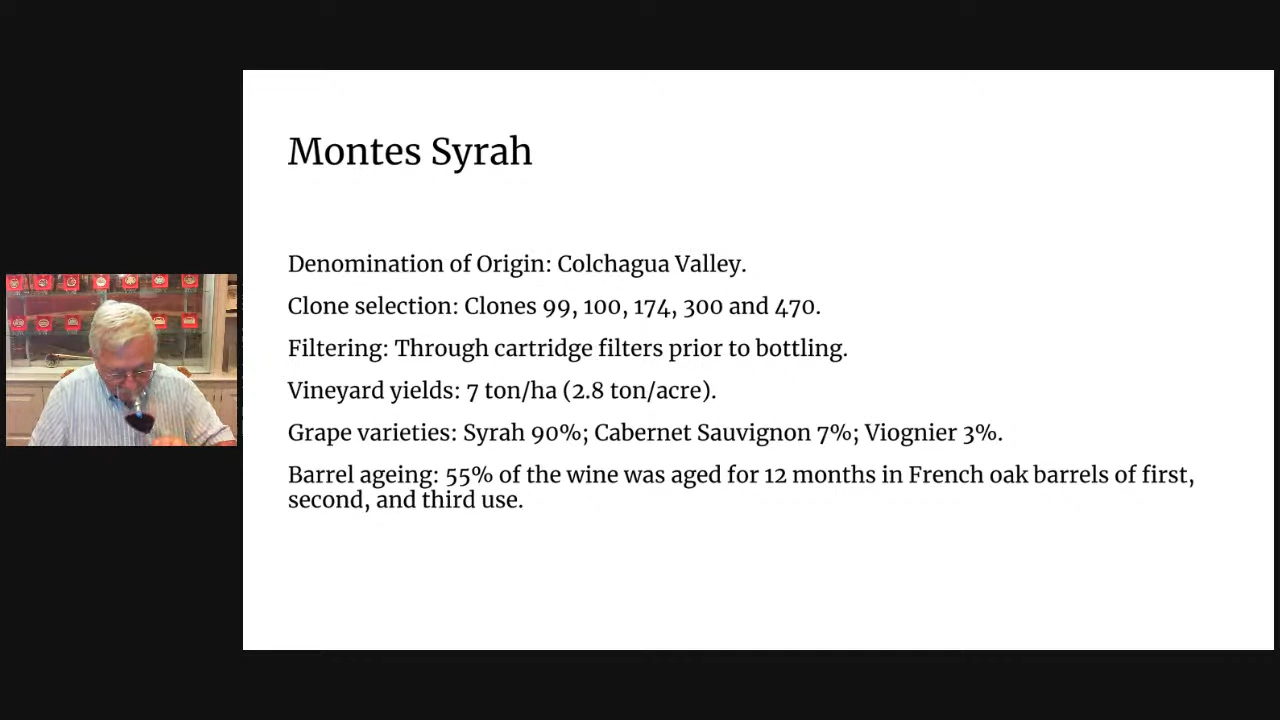 Montes Syrah
Denomination of Origin: Colchagua Valley.
Clone selection: Clones 99, 100, 174, 300 and 470.
Filtering: Through cartridge filters prior to bottling.
Vineyard yields: 7 ton/ha (2.8 ton/acre).
Grape varieties: Syrah 90%; Cabernet Sauvignon 7%; Viognier 3%.
Barrel ageing: 55% of the wine was aged for 12 months in French oak barrels of first,
second, and third use.